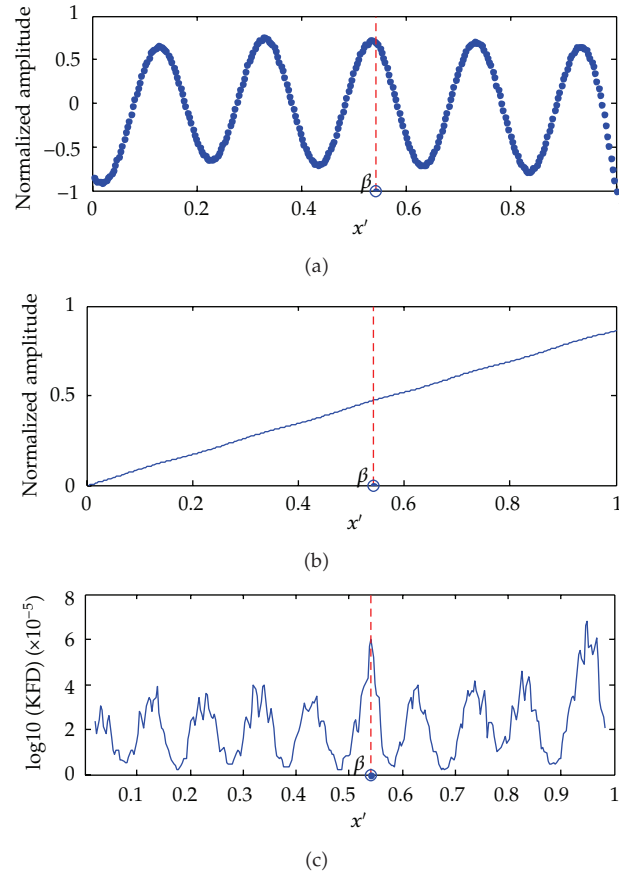 Normalized amplitude
1
0.5
0
−0.5
−1
β
0 0.2 0.4 0.6 0.8
x′
(a)
Normalized amplitude
1
0.5
0
β
0 0.2 0.4 0.6 0.8 1
x′
(b)
log10 (KFD) (×10−5)
8
6
4
2
0
β
0.1 0.2 0.3 0.4 0.5 0.6 0.7 0.8 0.9 1
x′
(c)